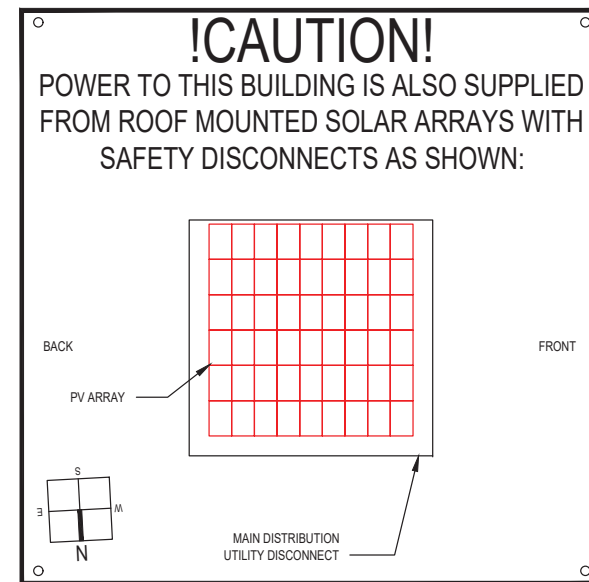 !CAUTION!
POWER TO THIS BUILDING IS ALSO SUPPLIED
FROM ROOF MOUNTED SOLAR ARRAYS WITH
SAFETY DISCONNECTS AS SHOWN:
BACK
FRONT
PV ARRAY
S
E
W
N
MAIN DISTRIBUTION
UTILITY DISCONNECT